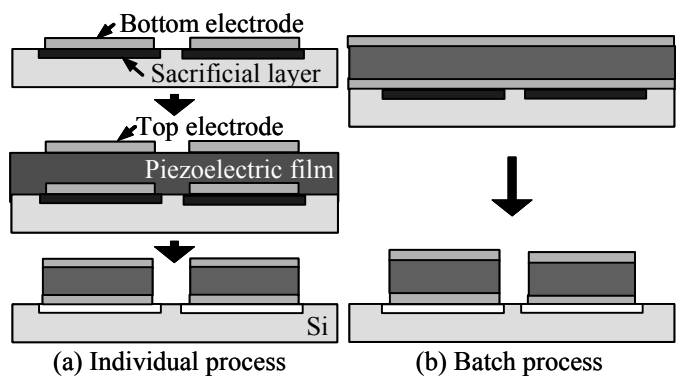 Bottom electrode
Sacrificial layer
Top electrode
Piezoelectric film
Si
(a) Individual process
(b) Batch process